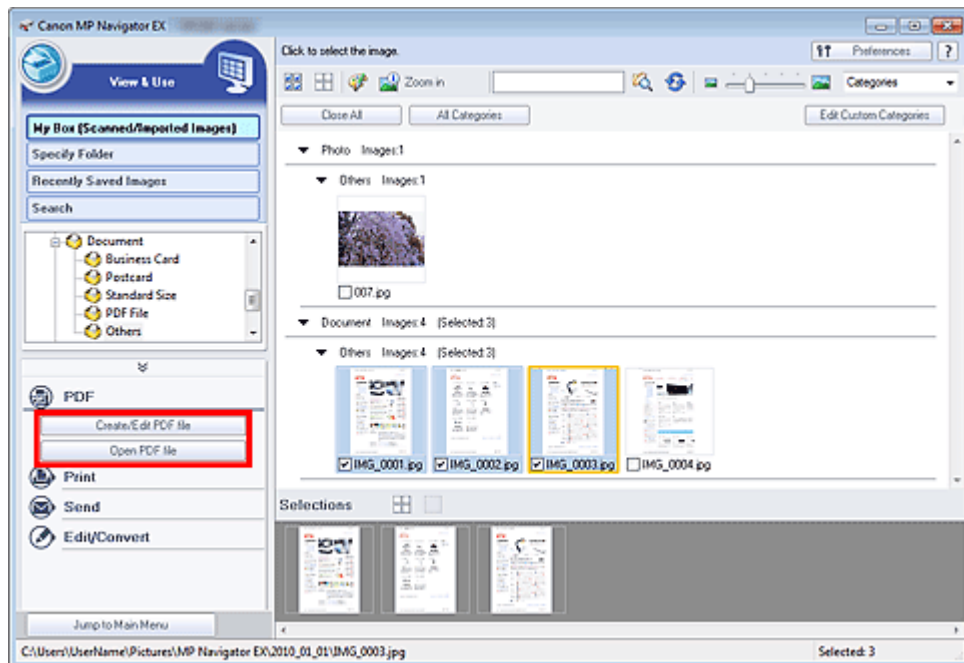 Canon MP Navigator EX
View & Use
My Box (Scanned/Imported Images)
Specify Folder
Recently Saved Images
Search
Document
Business Card
Postcard
Standard Size
PDF File
Others
PDF
Create/Edit PDF file
Open PDF file
Print
Send
Edit/Convert
Jump to Main Menu
Click to select the image.
Preferences
?
Zoom in
Categories
Close All
All Categories
Edit Custom Categories
Photo Images:1
Others Images:1
007.jpg
Document Images:4 (Selected:3)
Others Images:4 (Selected:3)
IMG_0001.jpg
IMG_0002.jpg
IMG_0003.jpg
IMG_0004.jpg
Selections
C:\Users\UserName\Pictures\MP Navigator EX\2010_01_01\IMG_0003.jpg
Selected: 3